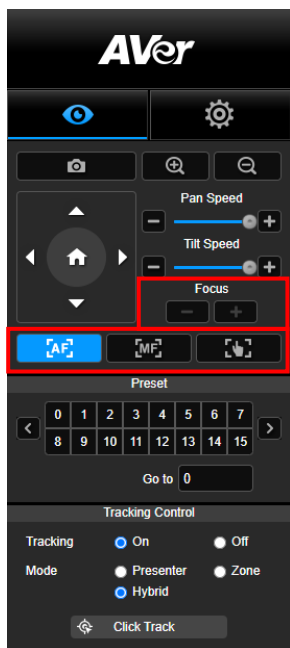 AVer
Pan Speed
Tilt Speed
Focus
AF MF
Preset
0 1 2 3 4 5 6 7
8 9 10 11 12 13 14 15
Go to 0
Tracking Control
Tracking On Off
Mode Presenter Zone
Hybrid
Click Track